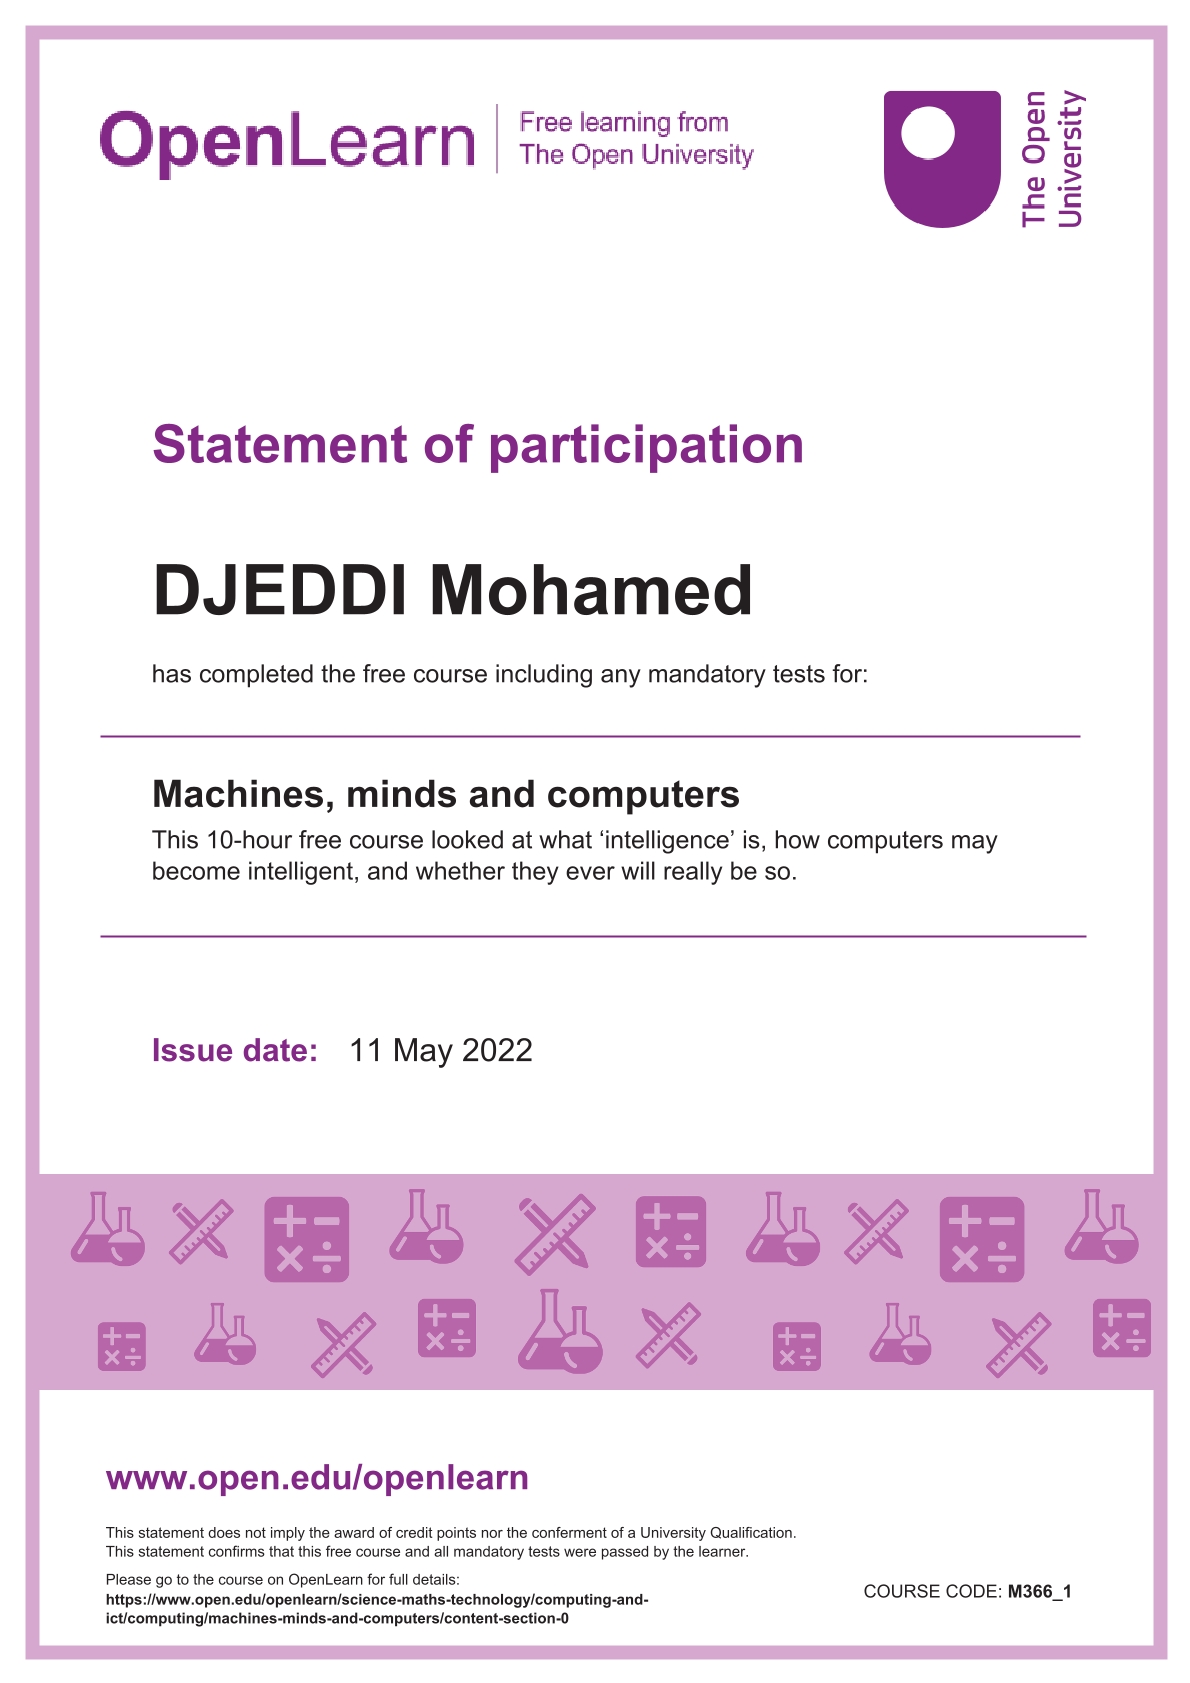 OpenLearn
Free learning from
The Open University
The Open
University
Statement of participation
DJEDDI Mohamed
has completed the free course including any mandatory tests for:
Machines, minds and computers
This 10-hour free course looked at what ‘intelligence’ is, how computers may
become intelligent, and whether they ever will really be so.
Issue date: 11 May 2022
www.open.edu/openlearn
This statement does not imply the award of credit points nor the conferment of a University Qualification.
This statement confirms that this free course and all mandatory tests were passed by the learner.
Please go to the course on OpenLearn for full details:
https://www.open.edu/openlearn/science-maths-technology/computing-and-
ict/computing/machines-minds-and-computers/content-section-0
COURSE CODE: M366_1